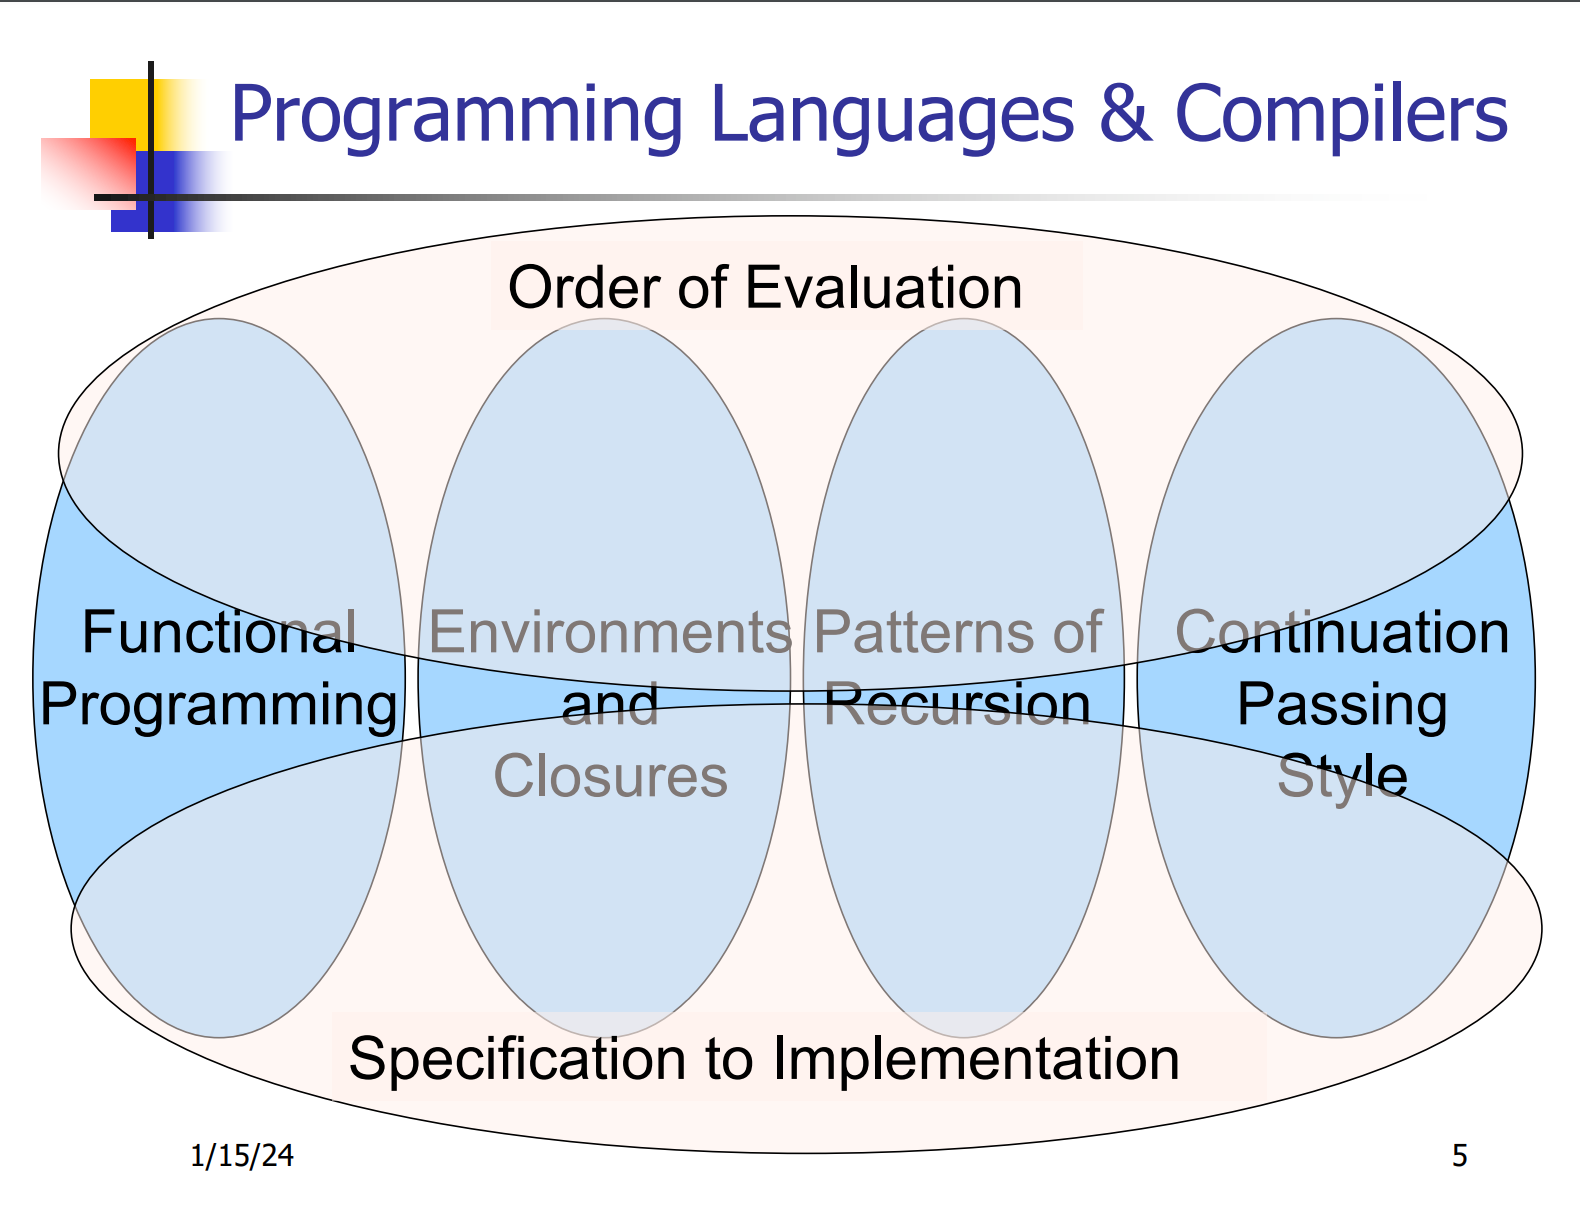 Programming Languages & Compilers
Order of Evaluation
Functional
Programming
Environments
and
Closures
Patterns of
Recursion
Continuation
Passing
Style
Specification to Implementation
1/15/24
5